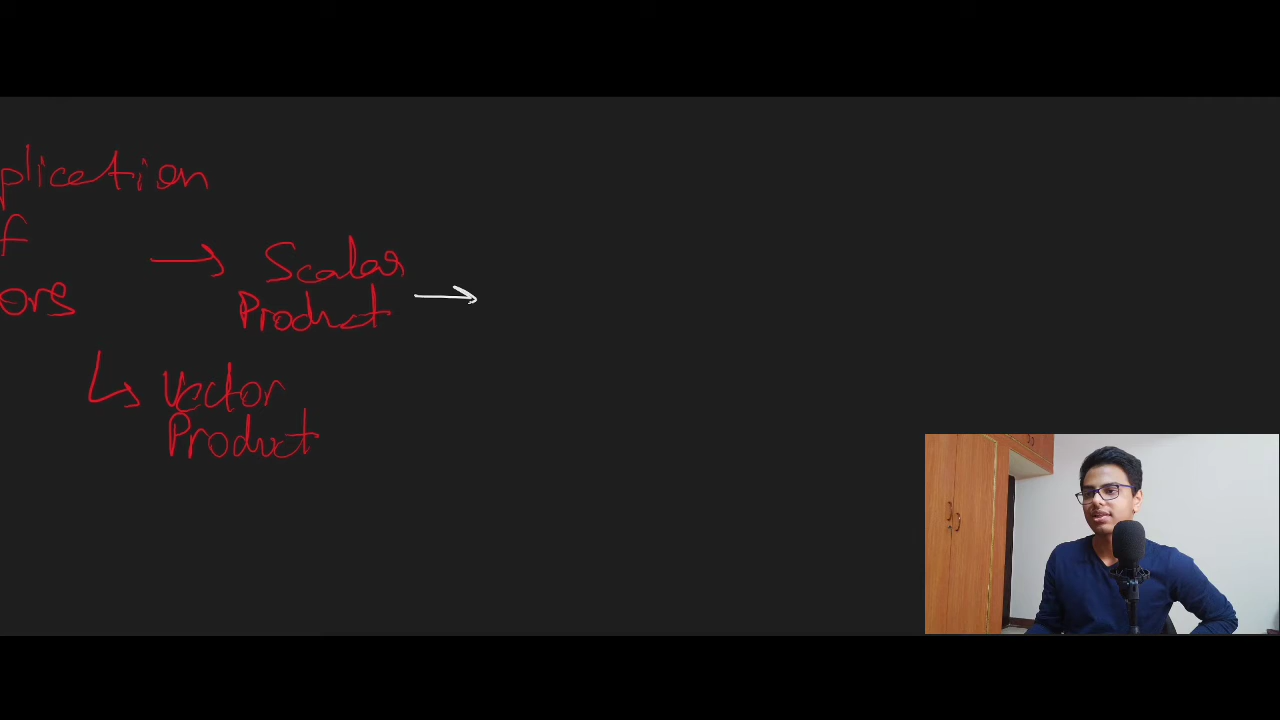 plication
f
ors
→ Scalar
Product →
↳ Vector
Product